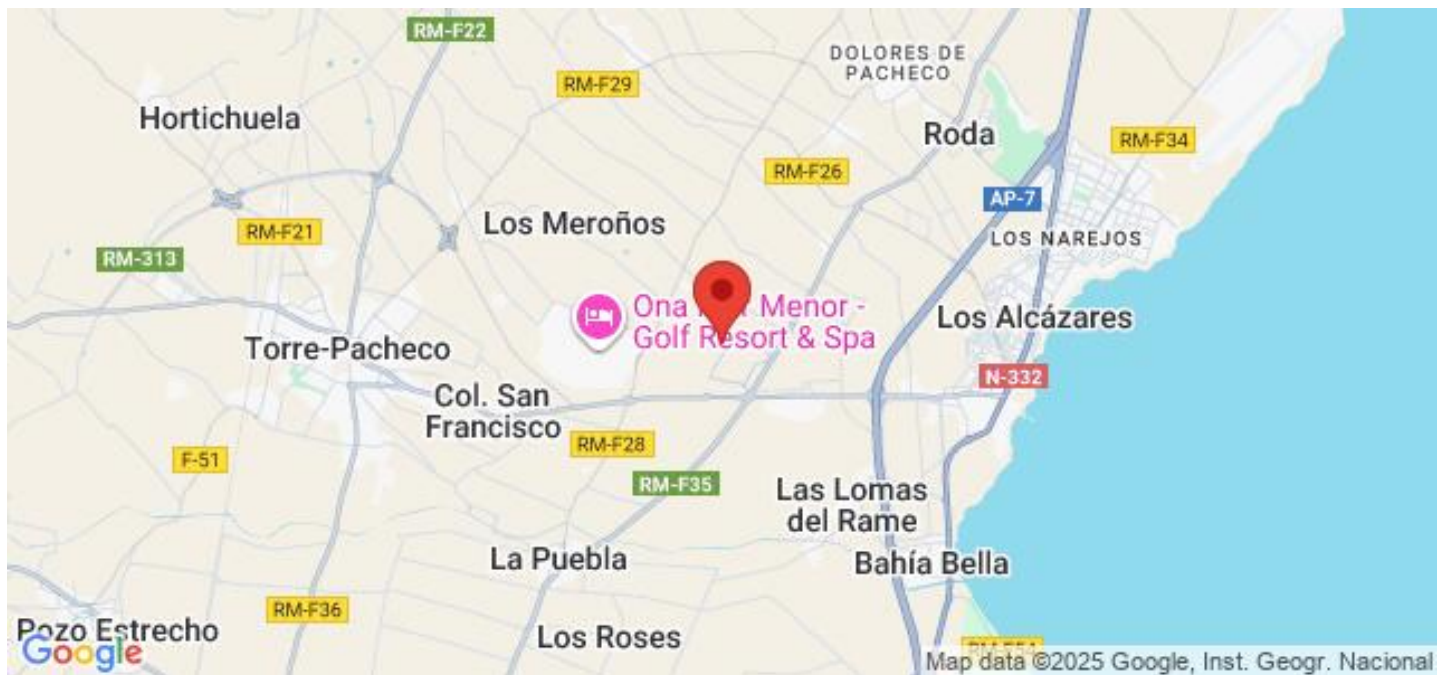 RM-F22
DOLORES DE
PACHECO
RM-F29
Hortichuela
Roda
RM-F34
RM-F26
AP-7
Los Meroños
RM-F21
LOS NAREJOS
RM-313
Ona Menor -
Golf Resort & Spa
Los Alcázares
Torre-Pacheco
N-332
Col. San
Francisco
RM-F28
F-51
RM-F35
Las Lomas
del Rame
La Puebla
Bahía Bella
RM-F36
Pozo Estrecho
Los Roses
RM-F54
Google
Map data ©2025 Google, Inst. Geogr. Nacional